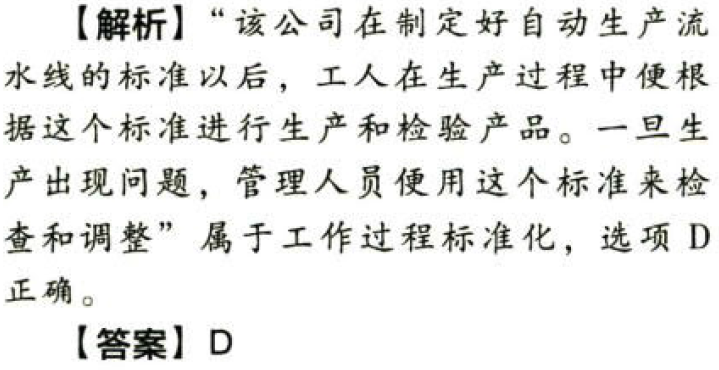 【解析】“该公司在制定好自动生产流
水线的标准以后，工人在生产过程中便根
据这个标准进行生产和检验产品。一旦生
产出现问题，管理人员便用这个标准来检
查和调整”属于工作过程标准化，选项 D
正确。
【答案】D